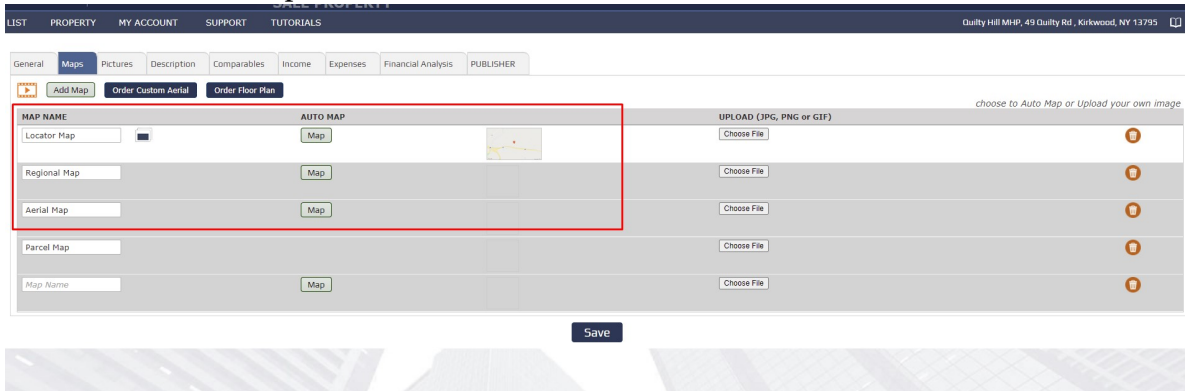 SALE PROPERTY
LIST PROPERTY MY ACCOUNT SUPPORT TUTORIALS Quilty Hill MHP, 49 Quilty Rd , Kirkwood, NY 13795
General Maps Pictures Description Comparables Income Expenses Financial Analysis PUBLISHER
Add Map Order Custom Aerial Order Floor Plan
choose to Auto Map or Upload your own image
MAP NAME AUTO MAP UPLOAD (JPG, PNG or GIF)
Locator Map Map Choose File
Regional Map Map Choose File
Aerial Map Map Choose File
Parcel Map Choose File
Map Name Map Choose File
Save